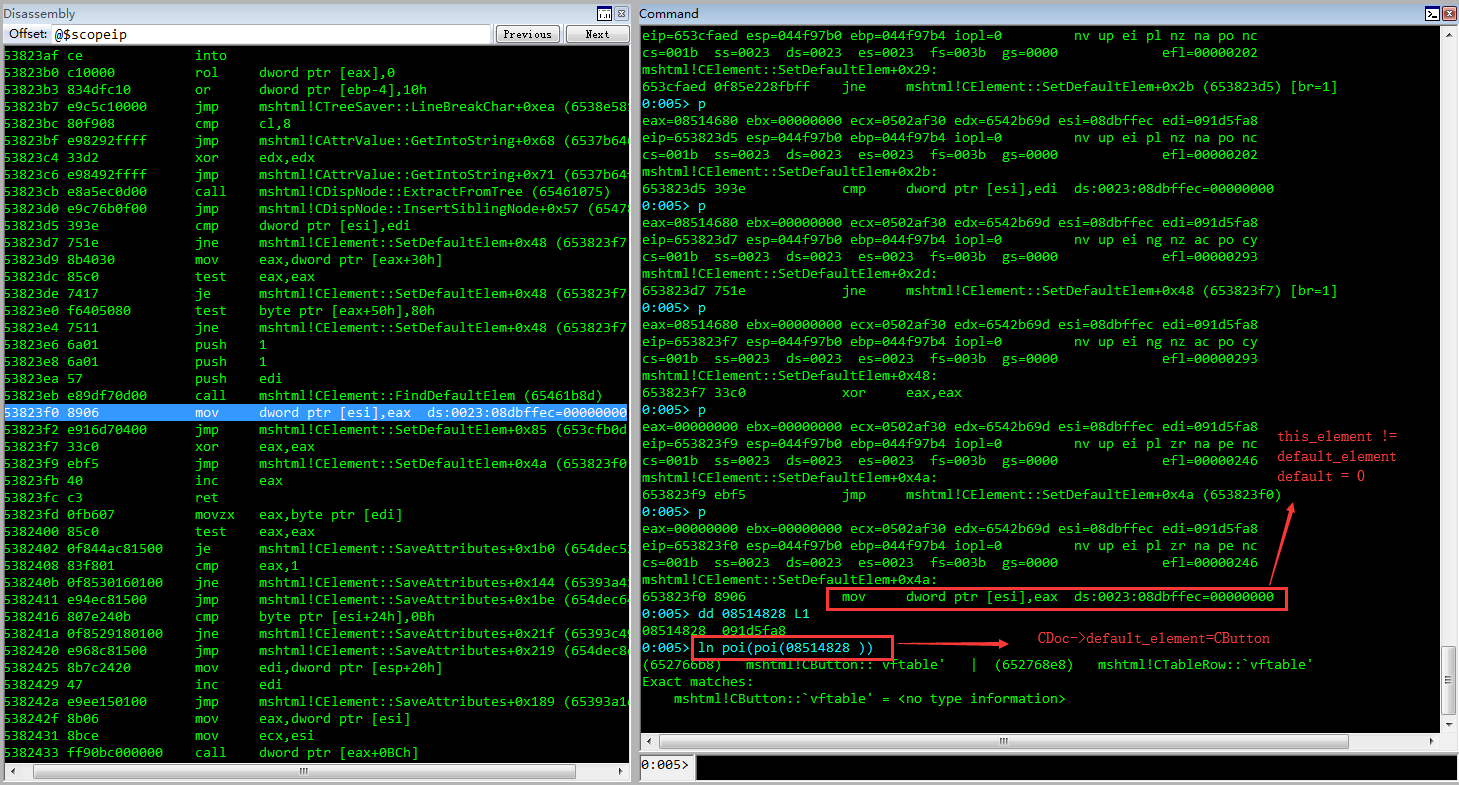 Disassembly
Offset: @$scopeip
Previous
Next
53823af ce into
53823b0 c10000 rol dword ptr [eax],0
53823b3 834dfc10 or dword ptr [ebp-4],10h
53823b7 e9c5c10000 jmp mshtml!CTreeSaver::LineBreakChar+0xea (6538e58
53823bc 80f908 cmp cl,8
53823bf e98292ffff jmp mshtml!CAttrValue::GetIntoString+0x68 (6537b64
53823c4 33d2 xor edx,edx
53823c6 e98492ffff jmp mshtml!CAttrValue::GetIntoString+0x71 (6537b64
53823cb e8a5ec0d00 call mshtml!CDispNode::ExtractFromTree (65461075)
53823d0 e9c76b0f00 jmp mshtml!CDispNode::InsertSiblingNode+0x57 (6547
53823d5 393e cmp dword ptr [esi],edi
53823d7 751e jne mshtml!CElement::SetDefaultElem+0x48 (653823f7
53823d9 8b4030 mov eax,dword ptr [eax+30h]
53823dc 85c0 test eax,eax
53823de 7417 je mshtml!CElement::SetDefaultElem+0x48 (653823f7
53823e0 f6405080 test byte ptr [eax+50h],80h
53823e4 7511 jne mshtml!CElement::SetDefaultElem+0x48 (653823f7
53823e6 6a01 push 1
53823e8 6a01 push 1
53823ea 57 push edi
53823eb e89df70d00 call mshtml!CElement::FindDefaultElem (65461b8d)
53823f0 8906 mov dword ptr [esi],eax ds:0023:08dbffec=00000000
53823f2 e916d70400 jmp mshtml!CElement::SetDefaultElem+0x85 (653cfb0d
53823f7 33c0 xor eax,eax
53823f9 ebf5 jmp mshtml!CElement::SetDefaultElem+0x4a (653823f0
53823fb 40 inc eax
53823fc c3 ret
53823fd 0fb607 movzx eax,byte ptr [edi]
5382400 85c0 test eax,eax
5382402 0f844ac81500 je mshtml!CElement::SaveAttributes+0x1b0 (654dec5
5382408 83f801 cmp eax,1
538240b 0f8530160100 jne mshtml!CElement::SaveAttributes+0x144 (65393a4
5382411 e94ec81500 jmp mshtml!CElement::SaveAttributes+0x1be (654dec6
5382416 807e240b cmp byte ptr [esi+24h],0Bh
538241a 0f8529180100 jne mshtml!CElement::SaveAttributes+0x21f (65393c4
5382420 e968c81500 jmp mshtml!CElement::SaveAttributes+0x219 (654dec8
5382425 8b7c2420 mov edi,dword ptr [esp+20h]
5382429 47 inc edi
538242a e9ee150100 jmp mshtml!CElement::SaveAttributes+0x189 (65393a1
538242f 8b06 mov eax,dword ptr [esi]
5382431 8bce mov ecx,esi
5382433 ff90bc000000 call dword ptr [eax+0BCh]
Command
eip=653cfaed esp=044f97b0 ebp=044f97b4 iopl=0 nv up ei pl nz na po nc
cs=001b ss=0023 ds=0023 es=0023 fs=003b gs=0000 efl=00000202
mshtml!CElement::SetDefaultElem+0x29:
653cfaed 0f85e228fbff jne mshtml!CElement::SetDefaultElem+0x2b (653823d5) [br=1]
0:005> p
eax=08514680 ebx=00000000 ecx=0502af30 edx=6542b69d esi=08dbffec edi=091d5fa8
eip=653823d5 esp=044f97b0 ebp=044f97b4 iopl=0 nv up ei pl nz na po nc
cs=001b ss=0023 ds=0023 es=0023 fs=003b gs=0000 efl=00000202
mshtml!CElement::SetDefaultElem+0x2b:
653823d5 393e cmp dword ptr [esi],edi ds:0023:08dbffec=00000000
0:005> p
eax=08514680 ebx=00000000 ecx=0502af30 edx=6542b69d esi=08dbffec edi=091d5fa8
eip=653823d7 esp=044f97b0 ebp=044f97b4 iopl=0 nv up ei ng nz ac po cy
cs=001b ss=0023 ds=0023 es=0023 fs=003b gs=0000 efl=00000293
mshtml!CElement::SetDefaultElem+0x2d:
653823d7 751e jne mshtml!CElement::SetDefaultElem+0x48 (653823f7) [br=1]
0:005> p
eax=08514680 ebx=00000000 ecx=0502af30 edx=6542b69d esi=08dbffec edi=091d5fa8
eip=653823f7 esp=044f97b0 ebp=044f97b4 iopl=0 nv up ei ng nz ac po cy
cs=001b ss=0023 ds=0023 es=0023 fs=003b gs=0000 efl=00000293
mshtml!CElement::SetDefaultElem+0x48:
653823f7 33c0 xor eax,eax
0:005> p
eax=00000000 ebx=00000000 ecx=0502af30 edx=6542b69d esi=08dbffec edi=091d5fa8
eip=653823f9 esp=044f97b0 ebp=044f97b4 iopl=0 nv up ei pl zr na pe nc
cs=001b ss=0023 ds=0023 es=0023 fs=003b gs=0000 efl=00000246
mshtml!CElement::SetDefaultElem+0x4a:
653823f9 ebf5 jmp mshtml!CElement::SetDefaultElem+0x4a (653823f0)
0:005> p
eax=00000000 ebx=00000000 ecx=0502af30 edx=6542b69d esi=08dbffec edi=091d5fa8
eip=653823f0 esp=044f97b0 ebp=044f97b4 iopl=0 nv up ei pl zr na pe nc
cs=001b ss=0023 ds=0023 es=0023 fs=003b gs=0000 efl=00000246
mshtml!CElement::SetDefaultElem+0x4a:
653823f0 8906 mov dword ptr [esi],eax ds:0023:08dbffec=00000000
0:005> dd 08514828 L1
08514828 091d5fa8
0:005> ln poi(poi(08514828 ))
(652766b8) mshtml!CButton::`vftable' | (652768e8) mshtml!CTableRow::`vftable'
Exact matches:
mshtml!CButton::`vftable' = <no type information>
this_element !=
default_element
default = 0
CDoc->default_element=CButton
0:005>